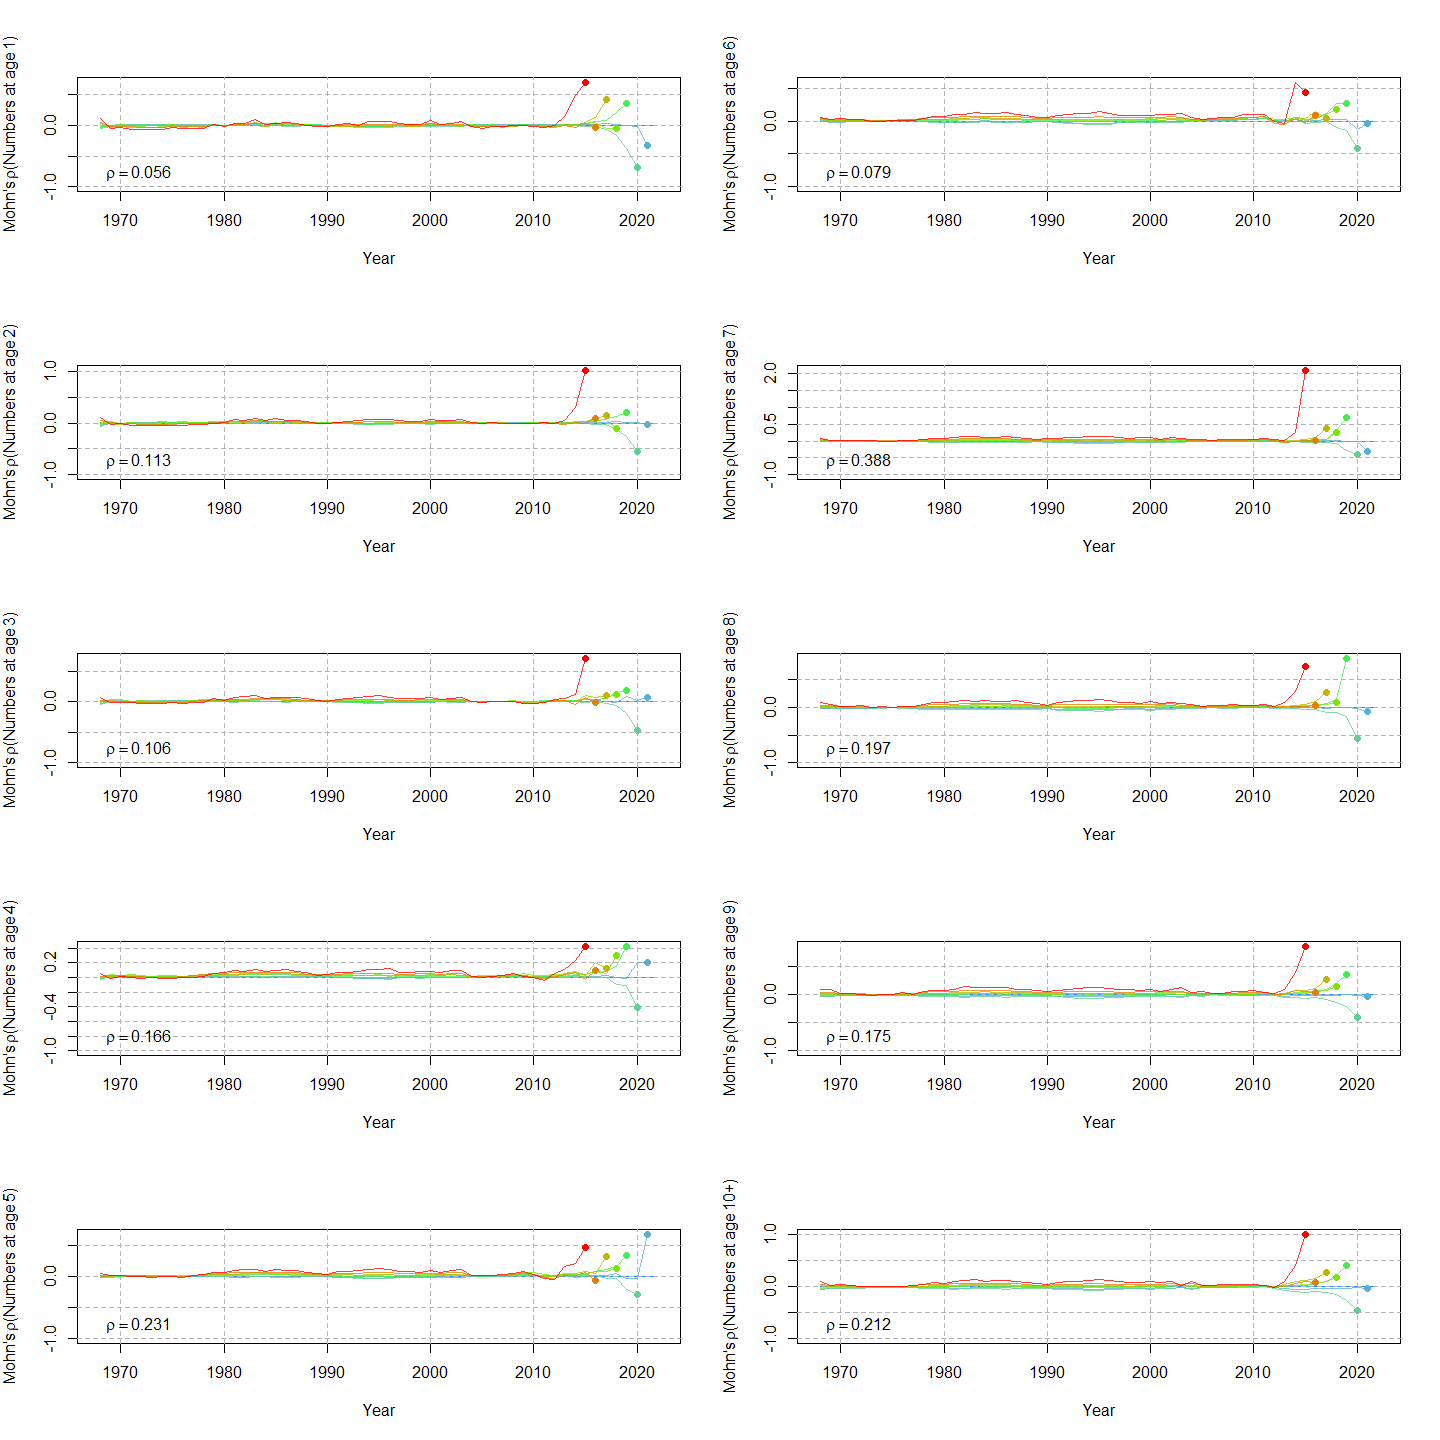 Mohn's ρ(Numbers at age 1)
0.0
-1.0
ρ = 0.056
1970 1980 1990 2000 2010 2020
Year
Mohn's ρ(Numbers at age 6)
0.0
-1.0
ρ = 0.079
1970 1980 1990 2000 2010 2020
Year
Mohn's ρ(Numbers at age 2)
1.0
0.0
-1.0
ρ = 0.113
1970 1980 1990 2000 2010 2020
Year
Mohn's ρ(Numbers at age 7)
2.0
0.5
-1.0
ρ = 0.388
1970 1980 1990 2000 2010 2020
Year
Mohn's ρ(Numbers at age 3)
0.0
-1.0
ρ = 0.106
1970 1980 1990 2000 2010 2020
Year
Mohn's ρ(Numbers at age 8)
0.0
-1.0
ρ = 0.197
1970 1980 1990 2000 2010 2020
Year
Mohn's ρ(Numbers at age 4)
0.2
-0.4
-1.0
ρ = 0.166
1970 1980 1990 2000 2010 2020
Year
Mohn's ρ(Numbers at age 9)
0.0
-1.0
ρ = 0.175
1970 1980 1990 2000 2010 2020
Year
Mohn's ρ(Numbers at age 5)
0.0
-1.0
ρ = 0.231
1970 1980 1990 2000 2010 2020
Year
Mohn's ρ(Numbers at age 10+)
1.0
0.0
-1.0
ρ = 0.212
1970 1980 1990 2000 2010 2020
Year